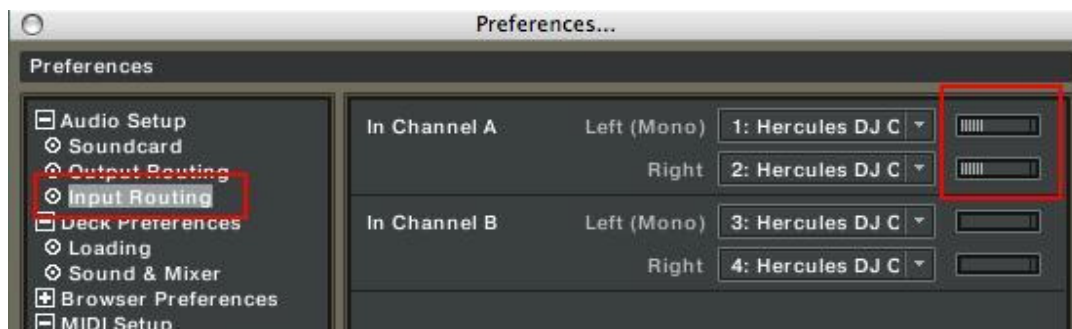 Preferences...
Preferences
Audio Setup
Soundcard
Output Routing
Input Routing
Deck Preferences
Loading
Sound & Mixer
Browser Preferences
MIDI Setup
In Channel A Left (Mono) 1: Hercules DJ C
Right 2: Hercules DJ C
In Channel B Left (Mono) 3: Hercules DJ C
Right 4: Hercules DJ C